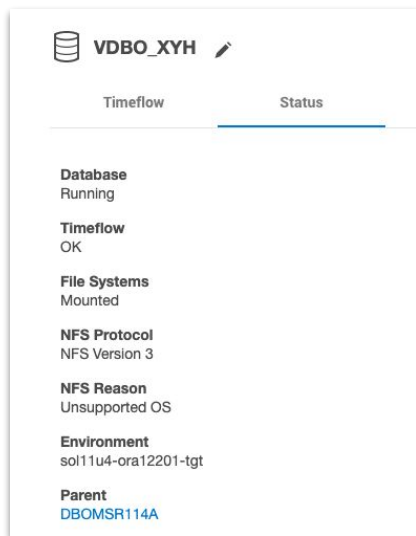 VDBO_XYH
Timeflow Status
Database
Running
Timeflow
OK
File Systems
Mounted
NFS Protocol
NFS Version 3
NFS Reason
Unsupported OS
Environment
sol11u4-ora12201-tgt
Parent
DBOMSR114A